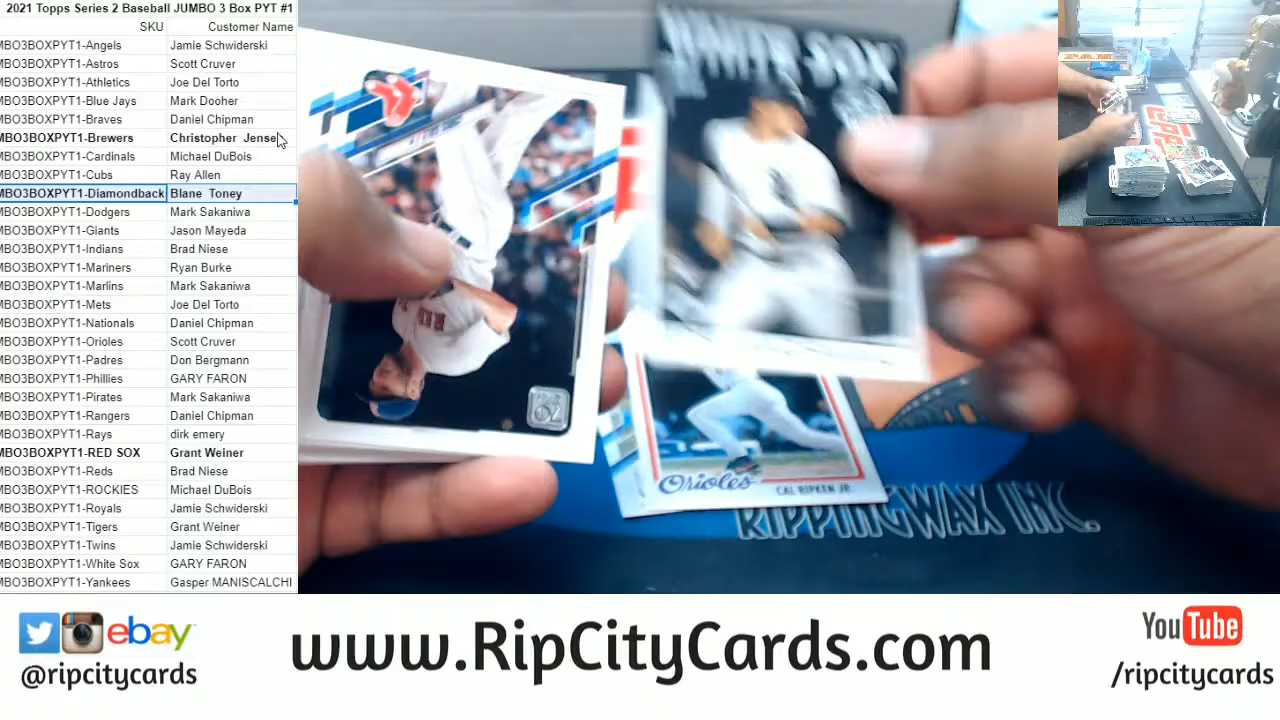 2021 Topps Series 2 Baseball JUMBO 3 Box PYT #1
SKU Customer Name
MBO3BOXPYT1-Angels Jamie Schwiderski
MBO3BOXPYT1-Astros Scott Cruver
MBO3BOXPYT1-Athletics Joe Del Torto
MBO3BOXPYT1-Blue Jays Mark Dooher
MBO3BOXPYT1-Braves Daniel Chipman
MBO3BOXPYT1-Brewers Christopher Jense
MBO3BOXPYT1-Cardinals Michael DuBois
MBO3BOXPYT1-Cubs Ray Allen
MBO3BOXPYT1-Diamondback Blane Toney
MBO3BOXPYT1-Dodgers Mark Sakaniwa
MBO3BOXPYT1-Giants Jason Mayeda
MBO3BOXPYT1-Indians Brad Niese
MBO3BOXPYT1-Mariners Ryan Burke
MBO3BOXPYT1-Marlins Mark Sakaniwa
MBO3BOXPYT1-Mets Joe Del Torto
MBO3BOXPYT1-Nationals Daniel Chipman
MBO3BOXPYT1-Orioles Scott Cruver
MBO3BOXPYT1-Padres Don Bergmann
MBO3BOXPYT1-Phillies GARY FARON
MBO3BOXPYT1-Pirates Mark Sakaniwa
MBO3BOXPYT1-Rangers Daniel Chipman
MBO3BOXPYT1-Rays dirk emery
MBO3BOXPYT1-RED SOX Grant Weiner
MBO3BOXPYT1-Reds Brad Niese
MBO3BOXPYT1-ROCKIES Michael DuBois
MBO3BOXPYT1-Royals Jamie Schwiderski
MBO3BOXPYT1-Tigers Grant Weiner
MBO3BOXPYT1-Twins Jamie Schwiderski
MBO3BOXPYT1-White Sox GARY FARON
MBO3BOXPYT1-Yankees Gasper MANISCALCHI
WHITE SOX
70
Orioles CAL RIPKEN JR.
RIPPINGWAX INC.
TOPPS
ebay
@ripcitycards
www.RipCityCards.com
YouTube
/ripcitycards